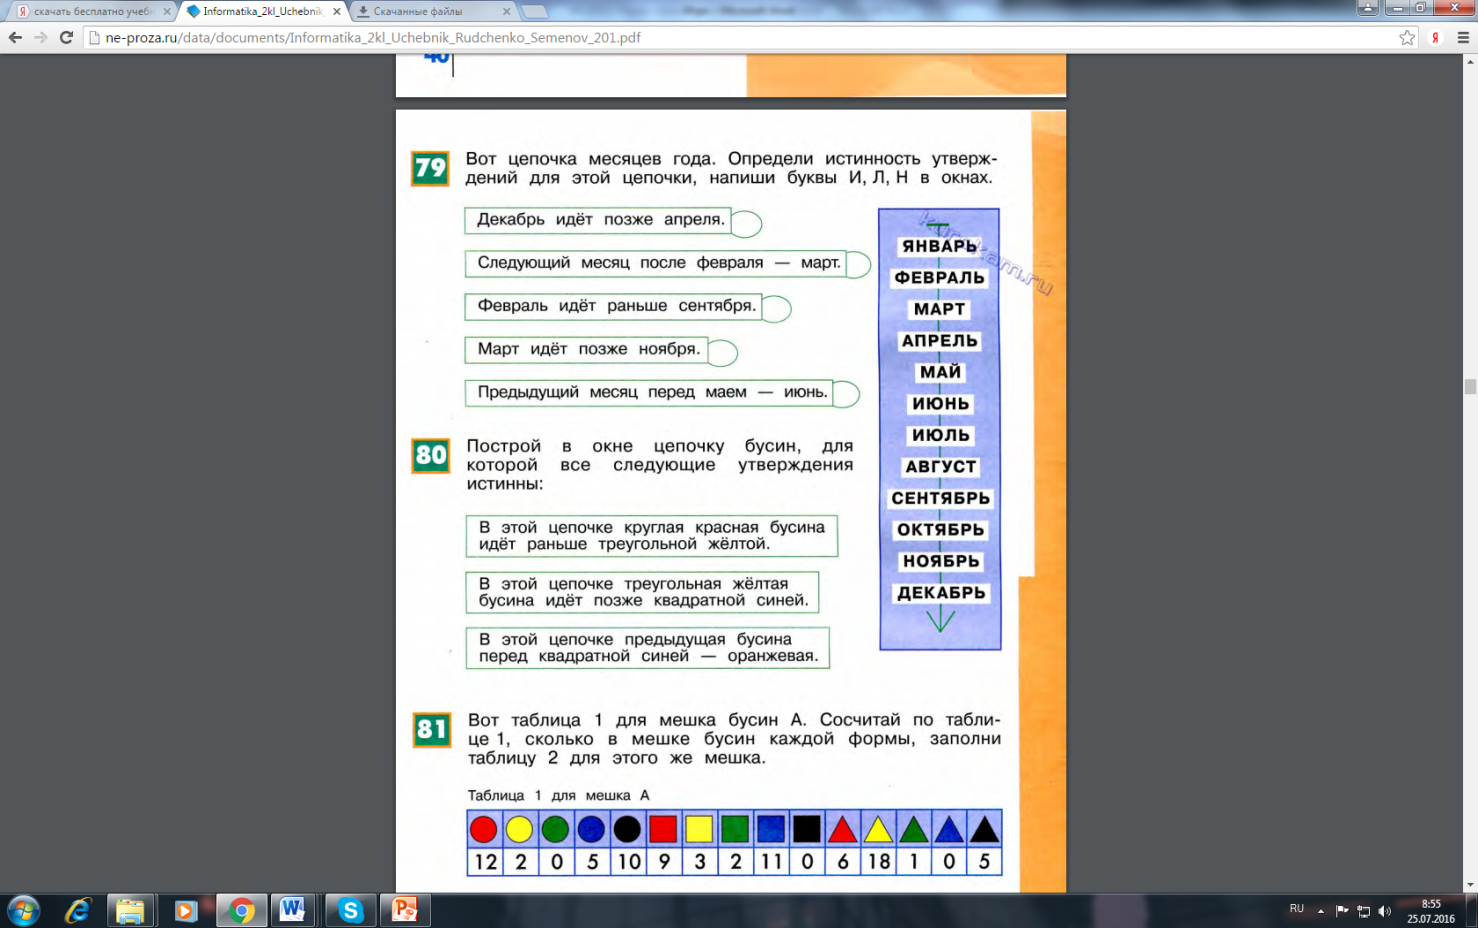 скачать бесплатно учебн
Informatika_2kl_Uchebnik_
Скачанные файлы
ne-proza.ru/data/documents/Informatika_2kl_Uchebnik_Rudchenko_Semenov_201.pdf
40
79
Вот цепочка месяцев года. Определи истинность утверж-
дений для этой цепочки, напиши буквы И, Л, Н в окнах.
Декабрь идёт позже апреля.
Следующий месяц после февраля — март.
Февраль идёт раньше сентября.
Март идёт позже ноября.
Предыдущий месяц перед маем — июнь.
ЯНВАРЬ
ФЕВРАЛЬ
МАРТ
АПРЕЛЬ
МАЙ
ИЮНЬ
ИЮЛЬ
АВГУСТ
СЕНТЯБРЬ
ОКТЯБРЬ
НОЯБРЬ
ДЕКАБРЬ
80
Построй в окне цепочку бусин, для
которой все следующие утверждения
истинны:
В этой цепочке круглая красная бусина
идёт раньше треугольной жёлтой.
В этой цепочке треугольная жёлтая
бусина идёт позже квадратной синей.
В этой цепочке предыдущая бусина
перед квадратной синей — оранжевая.
81
Вот таблица 1 для мешка бусин А. Сосчитай по табли-
це 1, сколько в мешке бусин каждой формы, заполни
таблицу 2 для этого же мешка.
Таблица 1 для мешка А
12 2 0 5 10 9 3 2 11 0 6 18 1 0 5
RU
8:55
25.07.2016